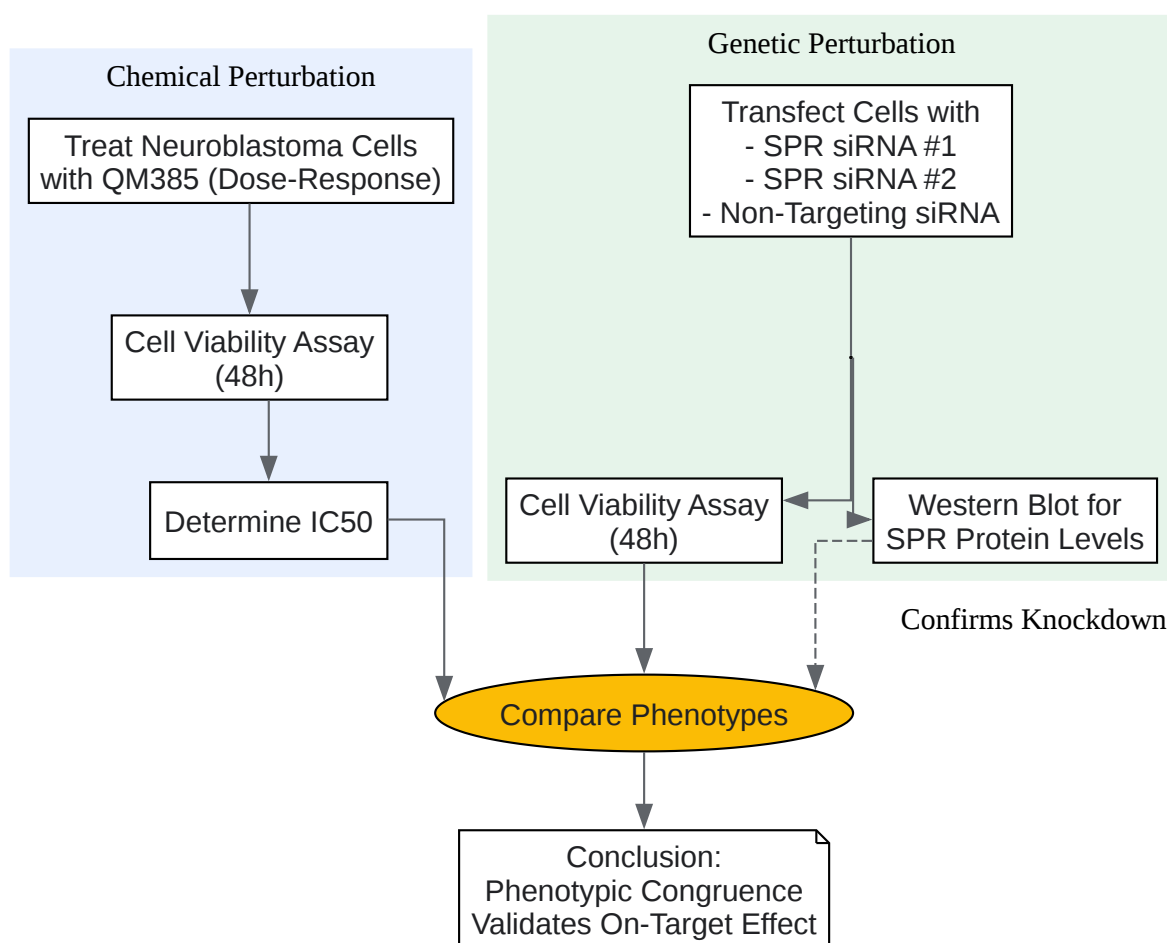 Chemical Perturbation
Treat Neuroblastoma Cells
with QM385 (Dose-Response)
Cell Viability Assay
(48h)
Determine IC50
Genetic Perturbation
Transfect Cells with
- SPR siRNA #1
- SPR siRNA #2
- Non-Targeting siRNA
Cell Viability Assay
(48h)
Western Blot for
SPR Protein Levels
Confirms Knockdown
Compare Phenotypes
Conclusion:
Phenotypic Congruence
Validates On-Target Effect